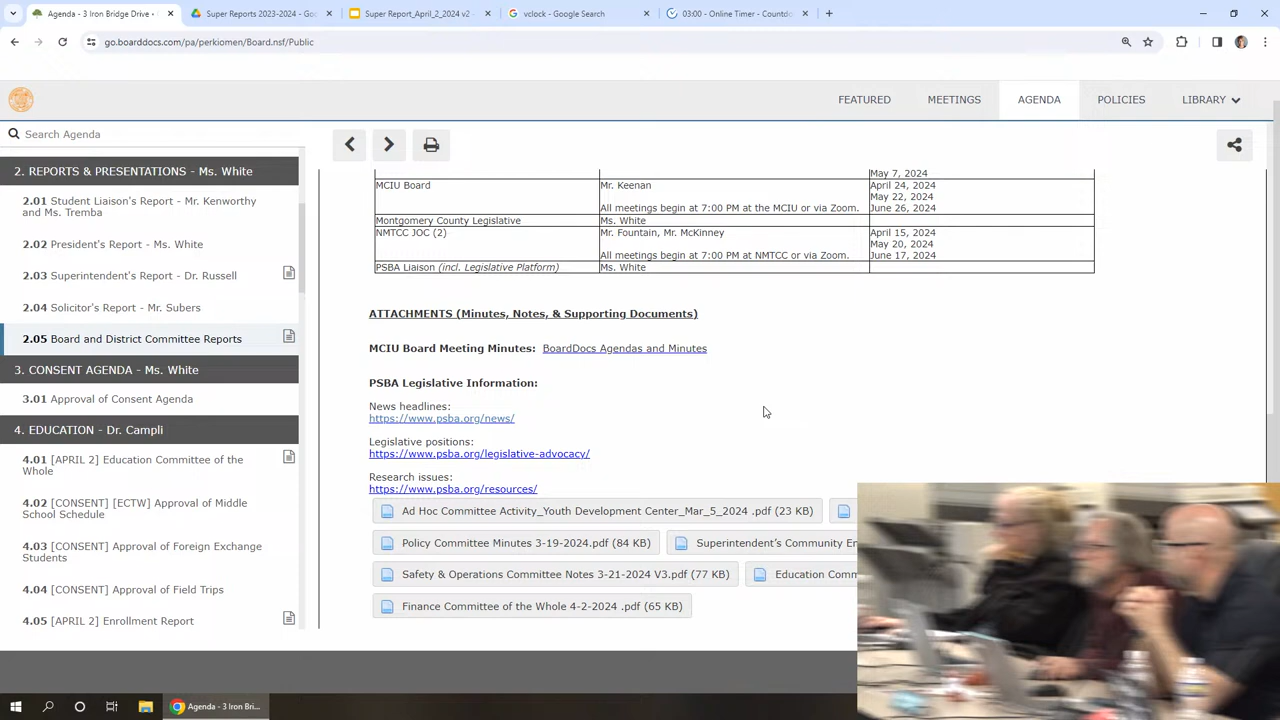 Agenda - 3 Iron Bridge Drive -
Super Reports 2023-2024 - Goo
Super Report_April_2_2024 v2 -
vclock - Google Search
03:00 - Online Timer - Countdo
go.boarddocs.com/pa/perkiomen/Board.nsf/Public
FEATURED
MEETINGS
AGENDA
POLICIES
LIBRARY
Search Agenda
2. REPORTS & PRESENTATIONS - Ms. White
2.01 Student Liaison's Report - Mr. Kenworthy
and Ms. Tremba
2.02 President's Report - Ms. White
2.03 Superintendent's Report - Dr. Russell
2.04 Solicitor's Report - Mr. Subers
2.05 Board and District Committee Reports
3. CONSENT AGENDA - Ms. White
3.01 Approval of Consent Agenda
4. EDUCATION - Dr. Campli
4.01 [APRIL 2] Education Committee of the
Whole
4.02 [CONSENT] [ECTW] Approval of Middle
School Schedule
4.03 [CONSENT] Approval of Foreign Exchange
Students
4.04 [CONSENT] Approval of Field Trips
4.05 [APRIL 2] Enrollment Report
May 7, 2024
MCIU Board
Mr. Keenan
All meetings begin at 7:00 PM at the MCIU or via Zoom.
April 24, 2024
May 22, 2024
June 26, 2024
Montgomery County Legislative
Ms. White
NMTCC JOC (2)
Mr. Fountain, Mr. McKinney
All meetings begin at 7:00 PM at NMTCC or via Zoom.
April 15, 2024
May 20, 2024
June 17, 2024
PSBA Liaison (incl. Legislative Platform)
Ms. White
ATTACHMENTS (Minutes, Notes, & Supporting Documents)
MCIU Board Meeting Minutes: BoardDocs Agendas and Minutes
PSBA Legislative Information:
News headlines:
https://www.psba.org/news/
Legislative positions:
https://www.psba.org/legislative-advocacy/
Research issues:
https://www.psba.org/resources/
Ad Hoc Committee Activity_Youth Development Center_Mar_5_2024 .pdf (23 KB)
Policy Committee Minutes 3-19-2024.pdf (84 KB)
Superintendent's Community En
Safety & Operations Committee Notes 3-21-2024 V3.pdf (77 KB)
Education Comm
Finance Committee of the Whole 4-2-2024 .pdf (65 KB)
Agenda - 3 Iron Bri...